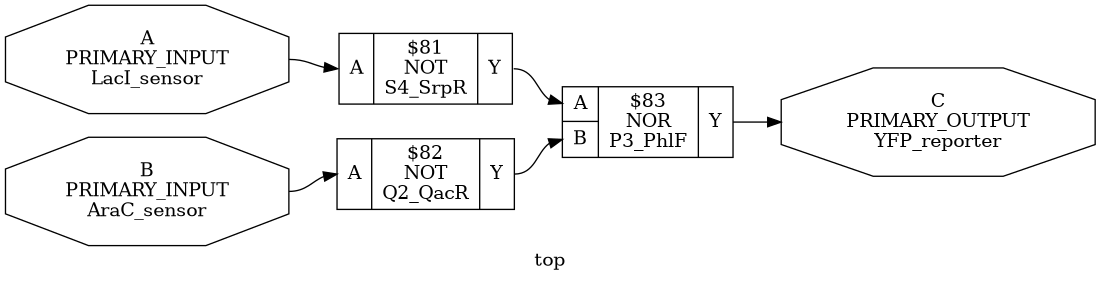 A
PRIMARY_INPUT
LacI_sensor
A
$81
NOT
S4_SrpR
Y
B
PRIMARY_INPUT
AraC_sensor
A
$82
NOT
Q2_QacR
Y
A
B
$83
NOR
P3_PhlF
Y
C
PRIMARY_OUTPUT
YFP_reporter
top